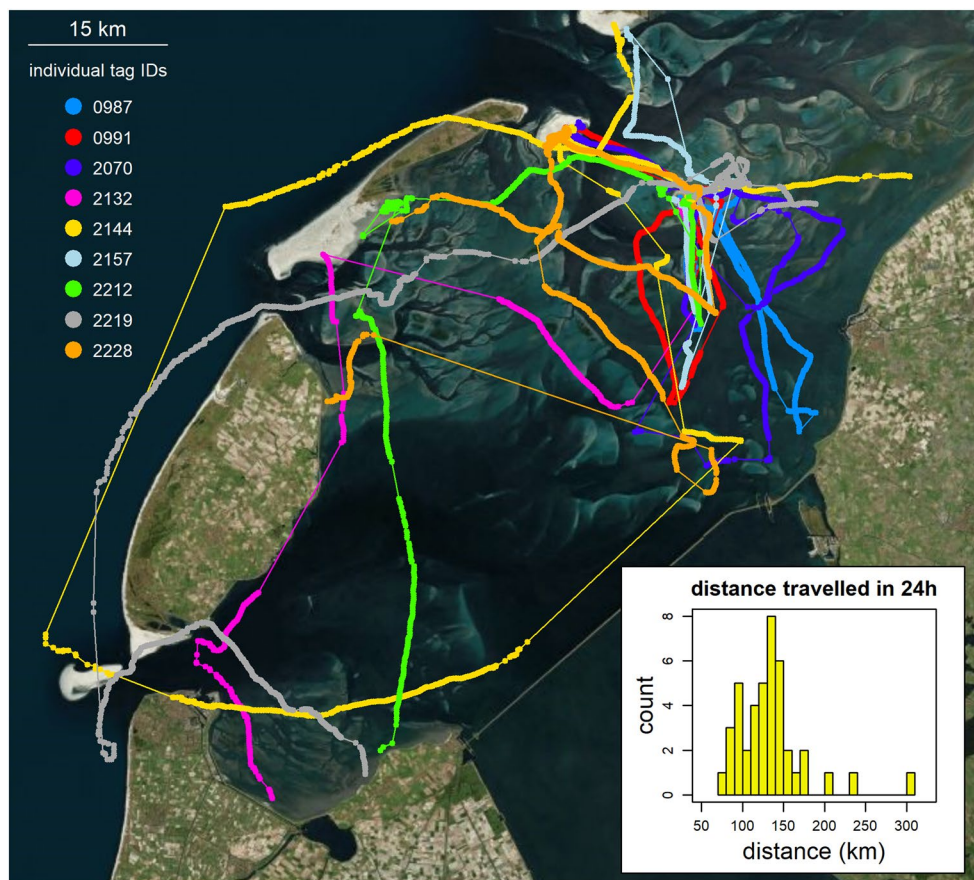 15 km
individual tag IDs
0987
0991
2070
2132
2144
2157
2212
2219
2228
distance travelled in 24h
8
6
4
2
0
count
50 100 150 200 250 300
distance (km)